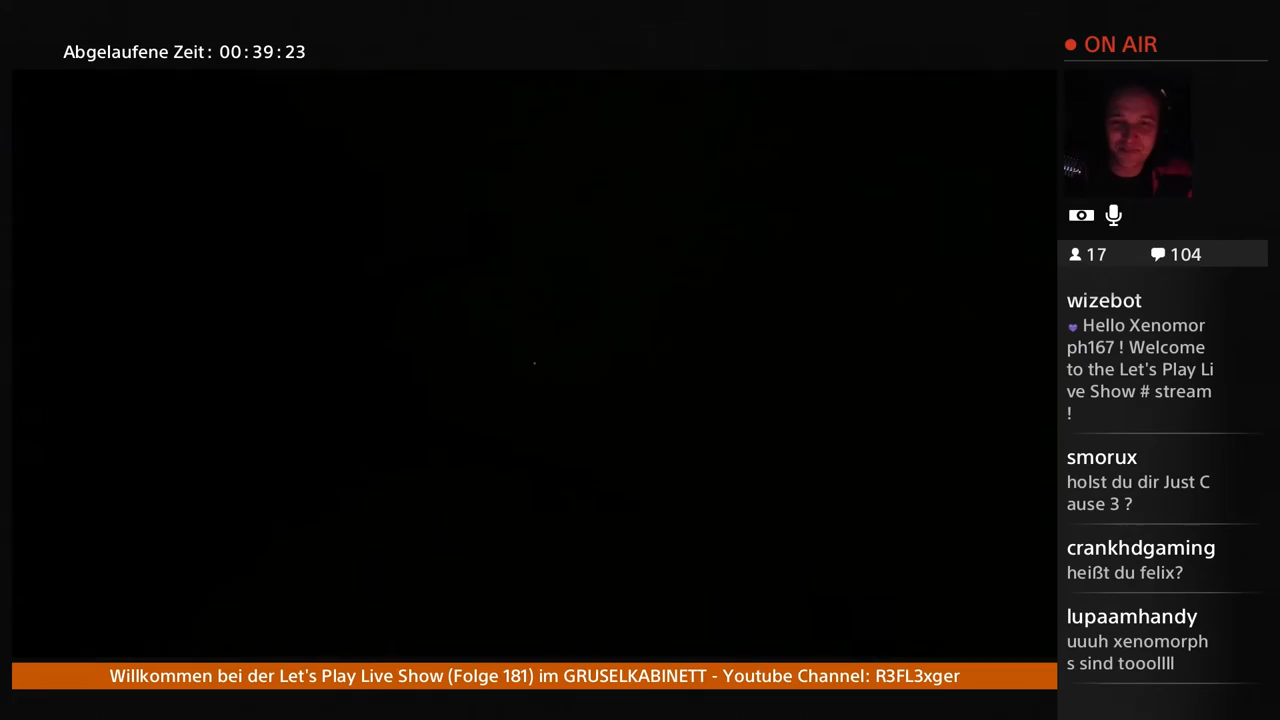 Abgelaufene Zeit: 00:39:23
ON AIR
17 104
wizebot
Hello Xenomor
ph167 ! Welcome
to the Let's Play Li
ve Show # stream
!
smorux
holst du dir Just C
ause 3 ?
crankhdgaming
heißt du felix?
lupaamhandy
uuuh xenomorph
s sind tooollll
Willkommen bei der Let's Play Live Show (Folge 181) im GRUSELKABINETT - Youtube Channel: R3FL3xger